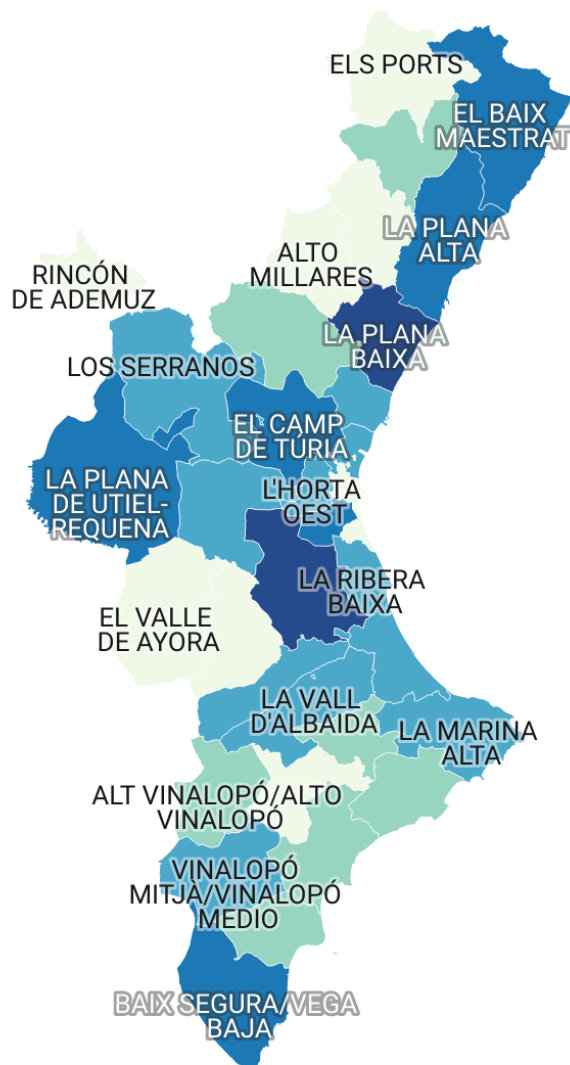 ELS PORTS
EL BAIX
MAESTRAT
LA PLANA
ALTA
ALTO
MILLARES
RINCÓN
DE ADEMUZ
LA PLANA
BAIXA
LOS SERRANOS
EL CAMP
DE TÚRIA
LA PLANA
DE UTIEL-
REQUENA
L'HORTA
OEST
LA RIBERA
BAIXA
EL VALLE
DE AYORA
LA VALL
D'ALBAIDA
LA MARINA
ALTA
ALT VINALOPÓ/ALTO
VINALOPÓ
VINALOPÓ
MITJÀ/VINALOPÓ
MEDIO
BAIX SEGURA/VEGA
BAJA